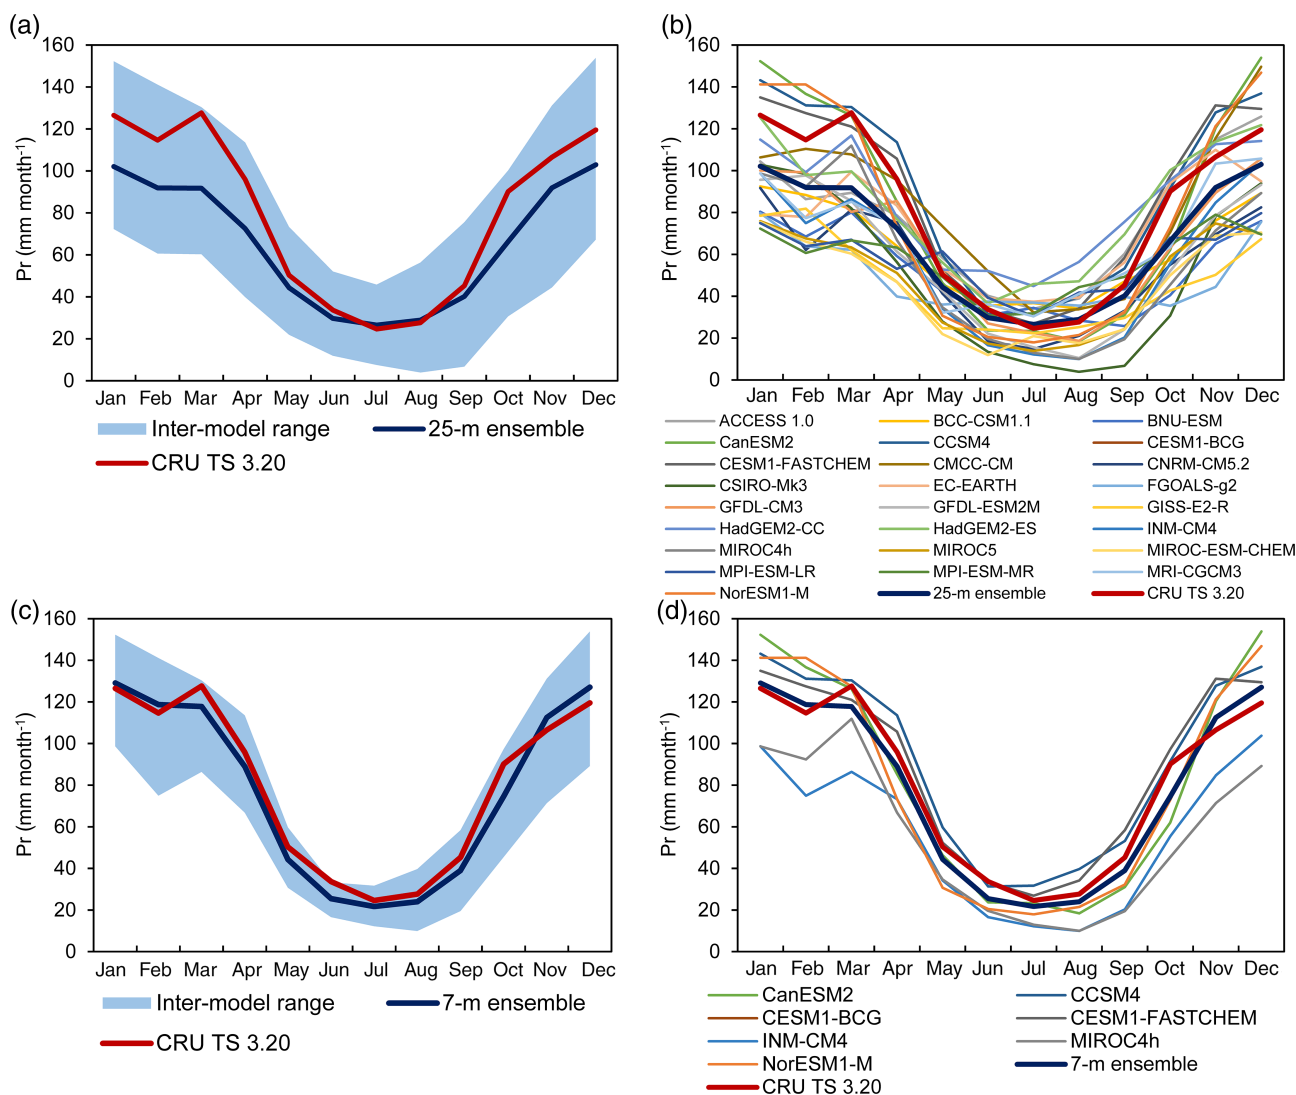 (a)
160
140
120
100
80
60
40
20
0
Pr (mm month⁻¹)
Jan Feb Mar Apr May Jun Jul Aug Sep Oct Nov Dec
Inter-model range 25-m ensemble
CRU TS 3.20
(b)
160
140
120
100
80
60
40
20
0
Pr (mm month⁻¹)
Jan Feb Mar Apr May Jun Jul Aug Sep Oct Nov Dec
ACCESS 1.0 BCC-CSM1.1 BNU-ESM
CanESM2 CCSM4 CESM1-BCG
CESM1-FASTCHEM CMCC-CM CNRM-CM5.2
CSIRO-Mk3 EC-EARTH FGOALS-g2
GFDL-CM3 GFDL-ESM2M GISS-E2-R
HadGEM2-CC HadGEM2-ES INM-CM4
MIROC4h MIROC5 MIROC-ESM-CHEM
MPI-ESM-LR MPI-ESM-MR MRI-CGCM3
NorESM1-M 25-m ensemble CRU TS 3.20
(c)
160
140
120
100
80
60
40
20
0
Pr (mm month⁻¹)
Jan Feb Mar Apr May Jun Jul Aug Sep Oct Nov Dec
Inter-model range 7-m ensemble
CRU TS 3.20
(d)
160
140
120
100
80
60
40
20
0
Pr (mm month⁻¹)
Jan Feb Mar Apr May Jun Jul Aug Sep Oct Nov Dec
CanESM2 CCSM4
CESM1-BCG CESM1-FASTCHEM
INM-CM4 MIROC4h
NorESM1-M 7-m ensemble
CRU TS 3.20